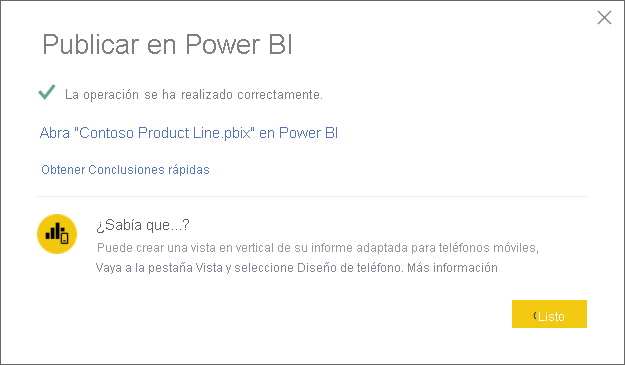 Publicar en Power BI
La operación se ha realizado correctamente.
Abra "Contoso Product Line.pbix" en Power BI
Obtener Conclusiones rápidas
¿Sabía que...?
Puede crear una vista en vertical de su informe adaptada para teléfonos móviles,
Vaya a la pestaña Vista y seleccione Diseño de teléfono. Más información
Listo